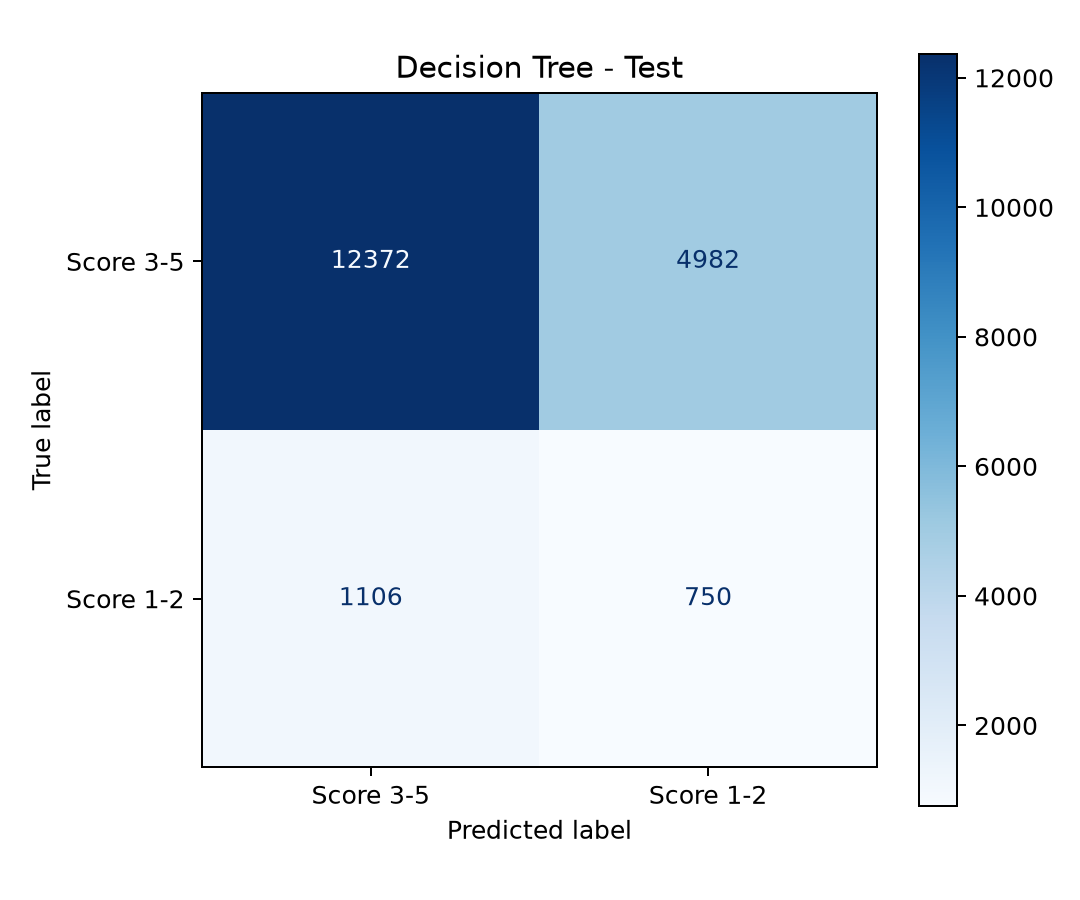 Decision Tree - Test
12000
10000
8000
6000
4000
2000
True label
Score 3-5
12372
4982
Score 1-2
1106
750
Score 3-5
Score 1-2
Predicted label